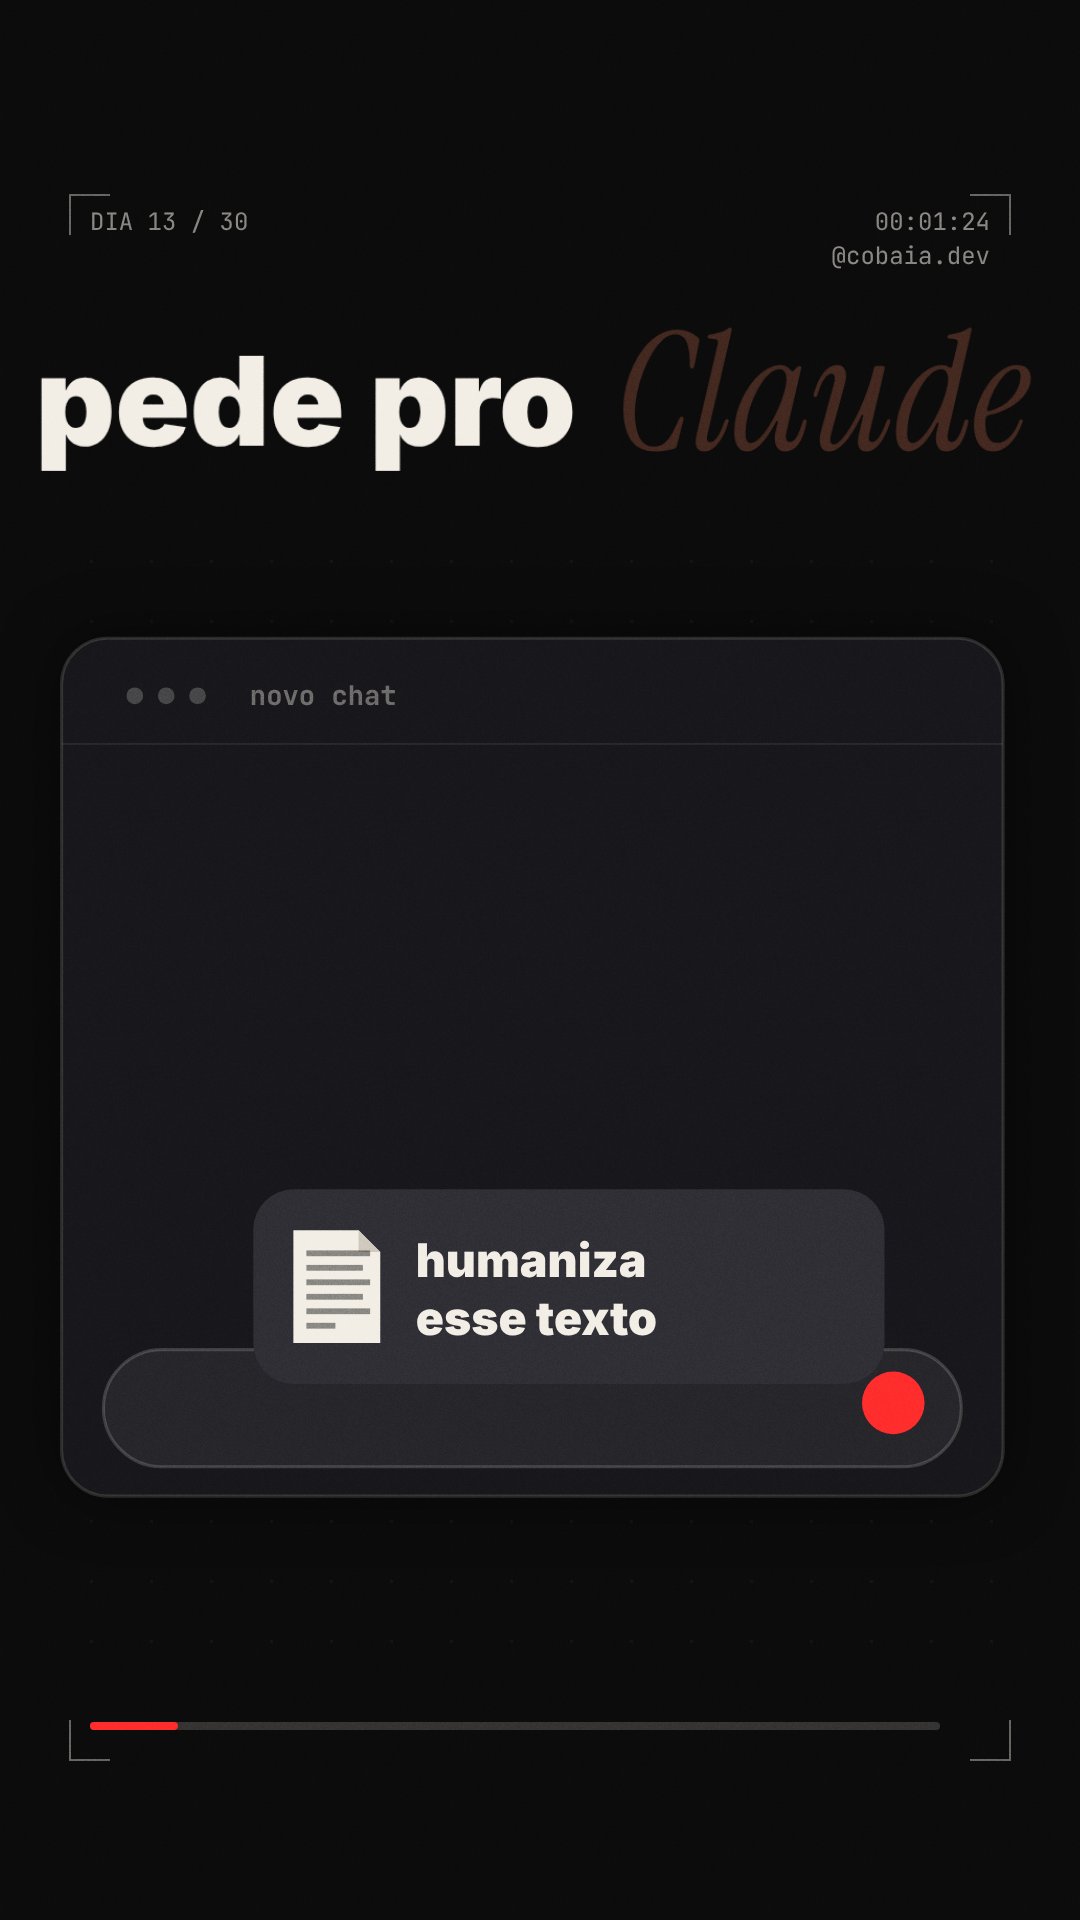 DIA 13 / 30
00:01:24
@cobaia.dev
pede pro Claude
novo chat
humaniza
esse texto